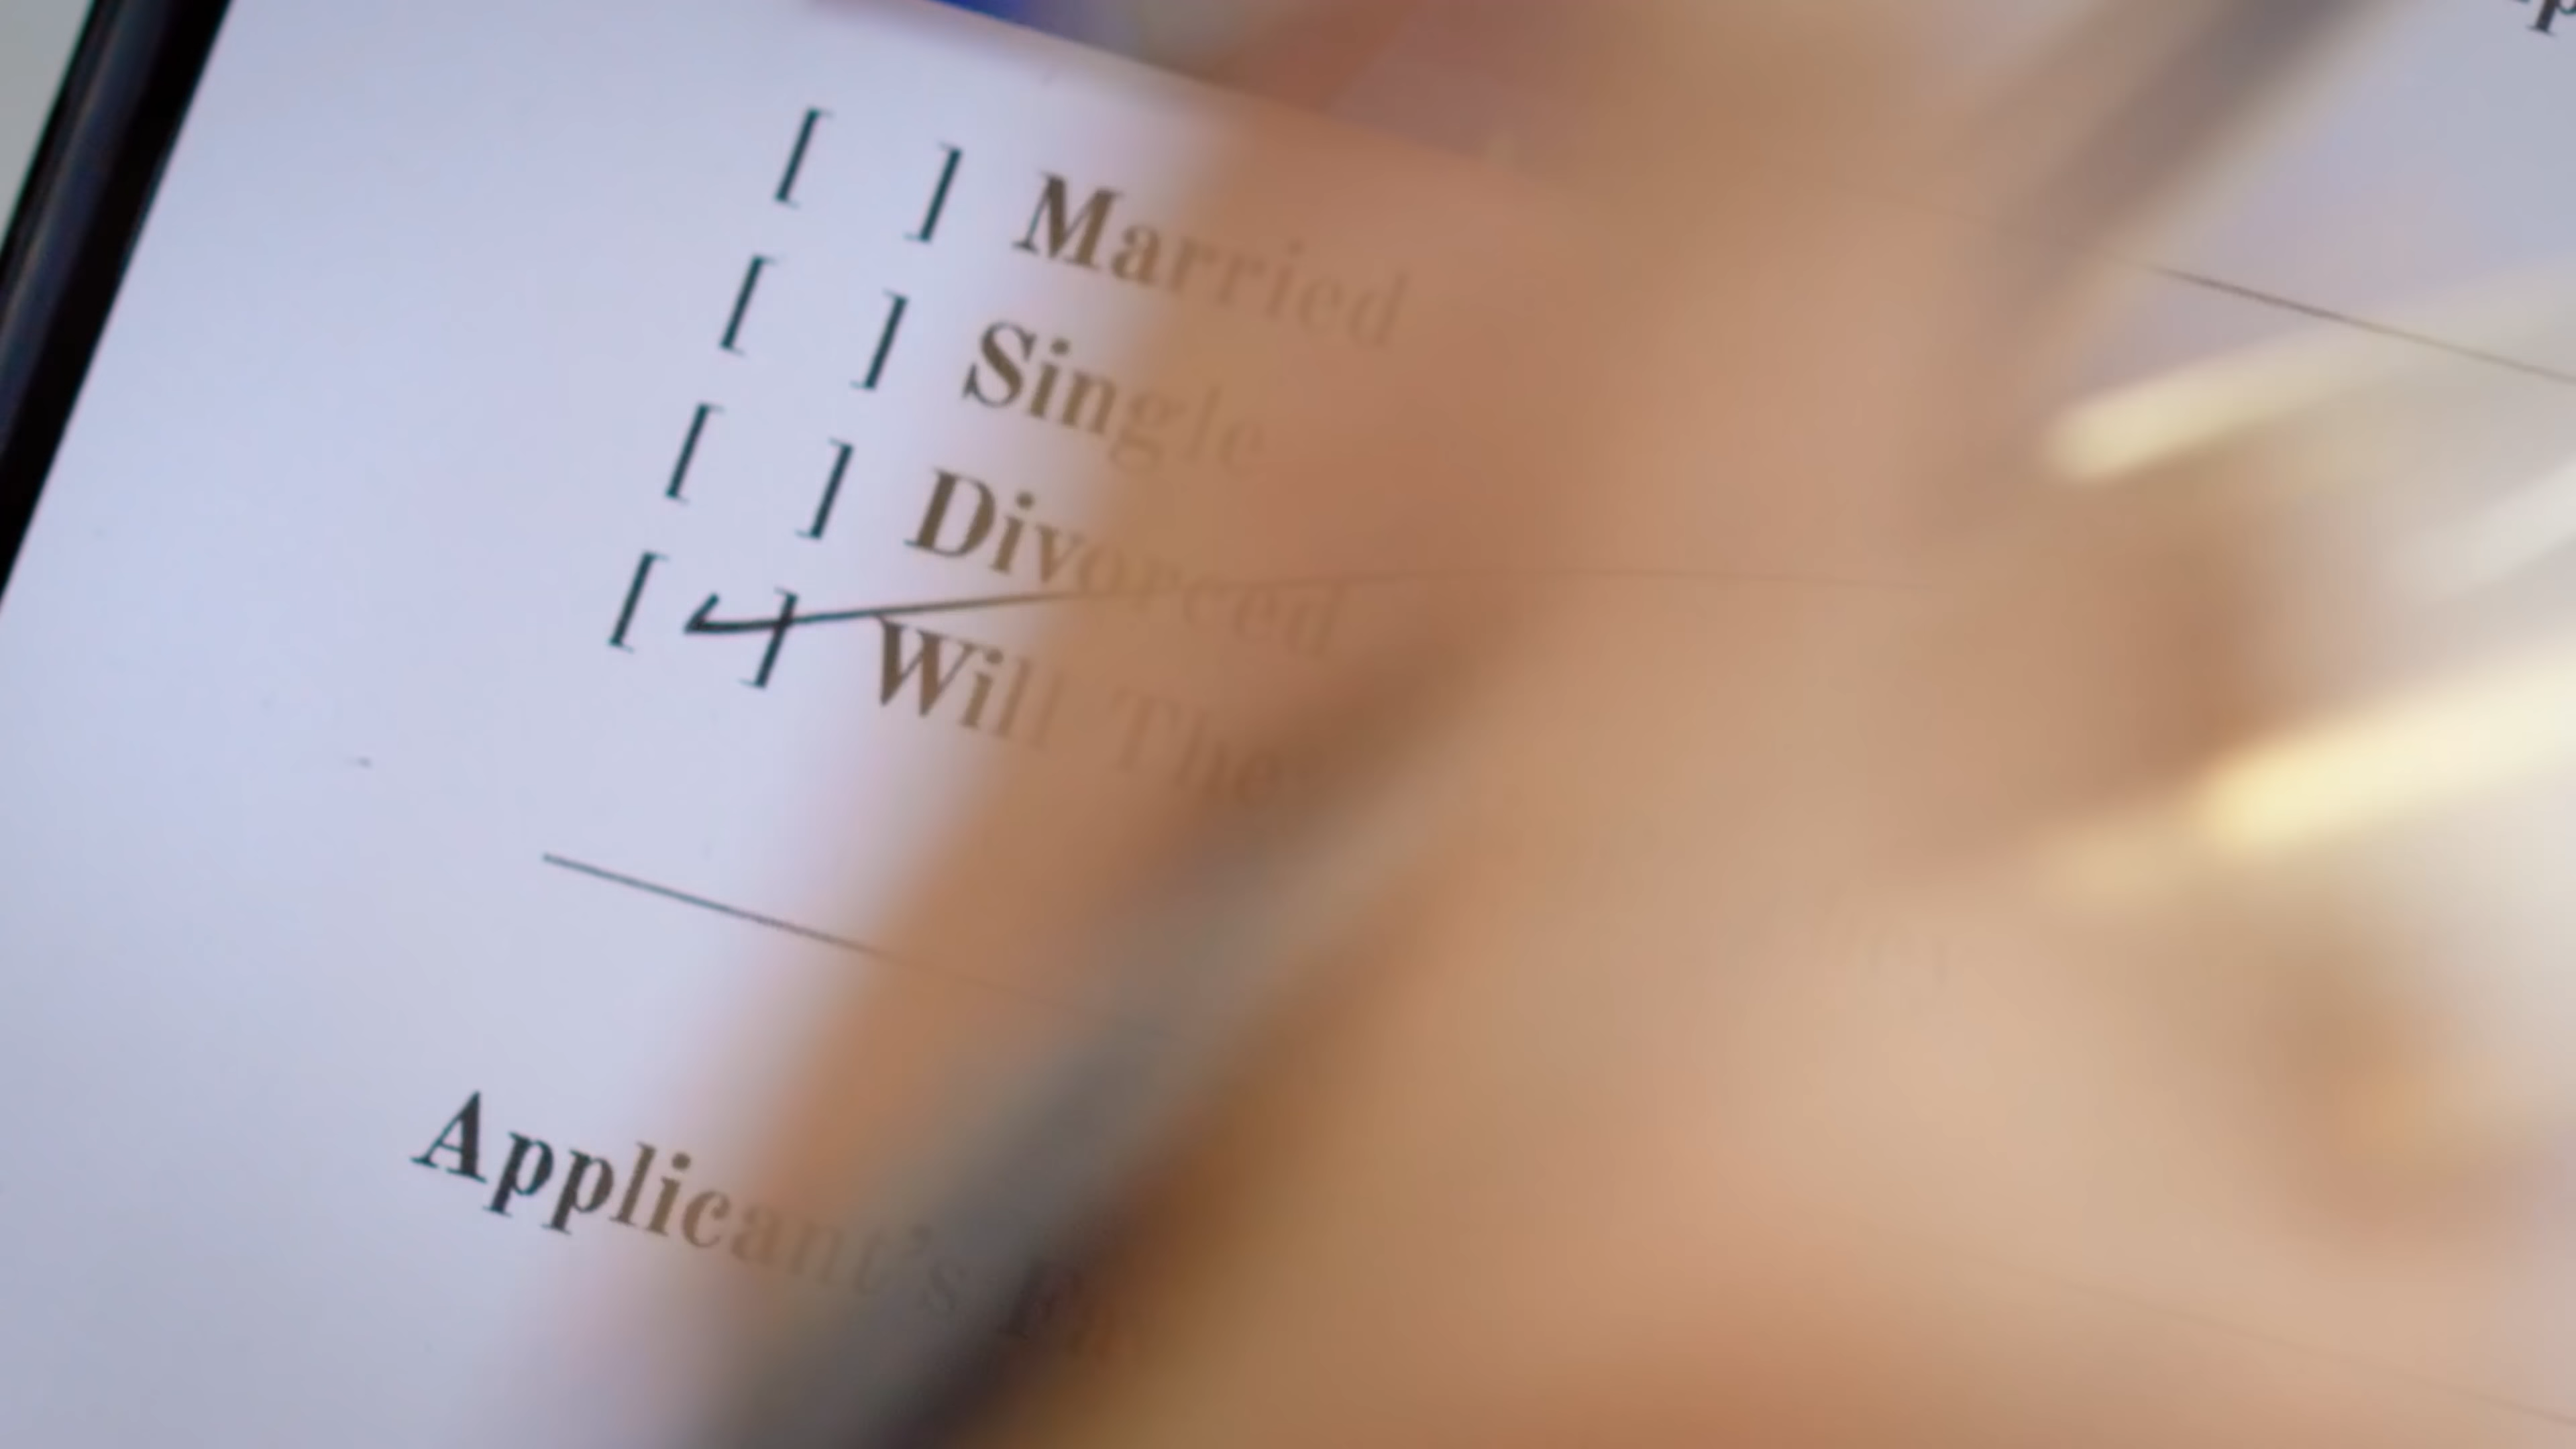 [ ] Married
[ ] Single
[ ] Divorced
[✓] Will
Applicant's